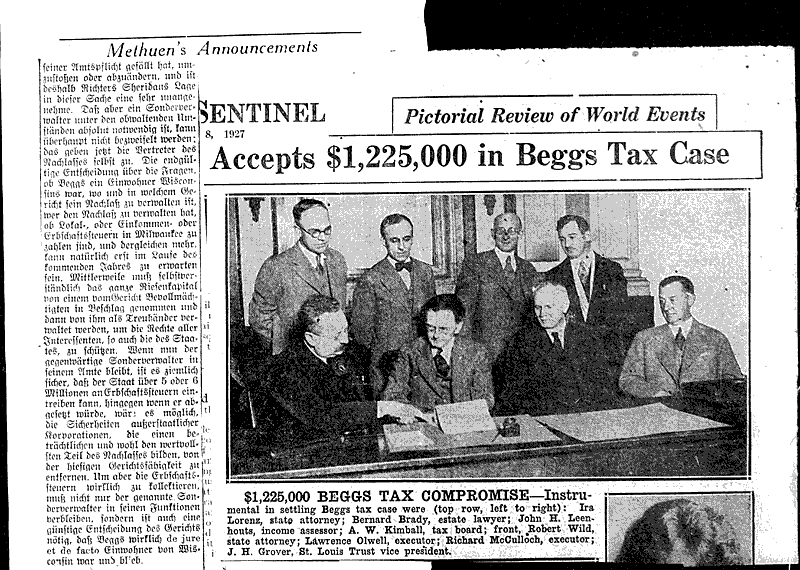 Methuen's Announcements
seiner Amtspflicht gefällt hat, um-
zustoßen oder abzuändern, und ist
deshalb Richters Sheridans Lage
in dieser Sache eine sehr unange-
nehme. Daß aber ein Sonderver-
walter unter den obwaltenden Um-
ständen absolut notwendig ist, kann
überhaupt nicht bezweifelt werden;
das geben jetzt die Vertreter des
Nachlasses selbst zu. Die endgül-
tige Entscheidung über die Fragen,
ob Beggs ein Einwohner Wiscon-
sins war, wo und in welchem Ge-
richt sein Nachlaß zu verwalten ist,
wer den Nachlaß zu verwalten hat,
ob Lokal-, oder Einkommen- oder
Erbschaftssteuern in Milwaukee zu
zahlen sind, und dergleichen mehr,
kann natürlich erst im Laufe des
kommenden Jahres zu erwarten
sein. Mittlerweile muß selbstver-
ständlich das ganze Riesenkapital
von einem vom Gericht Bevollmäch-
tigten in Beschlag genommen und
dann von ihm als Treuhänder ver-
waltet werden, um die Rechte aller
Interessenten, so auch die des Staa-
tes, zu schützen. Wenn nun der
gegenwärtige Sonderverwalter in
seinem Amte bleibt, ist es ziemlich
sicher, daß der Staat über 5 oder 6
Millionen an Erbschaftssteuern ein-
treiben kann, hingegen wenn er ab-
gesetzt würde, wär: es möglich,
die Sicherheiten außerstaatlicher
Korporationen, die einen be-
trächtlichen und wohl den wertvoll-
sten Teil des Nachlasses bilden, von
der hiesigen Gerichtsfähigkeit zu
entfernen. Um aber die Erbschafts-
steuern wirklich zu kollektieren,
muß nicht nur der genannte Son-
derverwalter in seinen Funktionen
verbleiben, sondern ist auch eine
günstige Entscheidung des Gerichts
nötig, daß Beggs wirklich de jure
et de facto Einwohner von Wis-
consin war und blieb.
SENTINEL
8, 1927
Pictorial Review of World Events
Accepts $1,225,000 in Beggs Tax Case
$1,225,000 BEGGS TAX COMPROMISE—Instru-
mental in settling Beggs tax case were (top row, left to right): Ira
Lorenz, state attorney; Bernard Brady, estate lawyer; John H. Leen-
houts, income assessor; A. W. Kimball, tax board; front, Robert Wild,
state attorney; Lawrence Olwell, executor; Richard McCulloch, executor;
J. H. Grover, St. Louis Trust vice president.